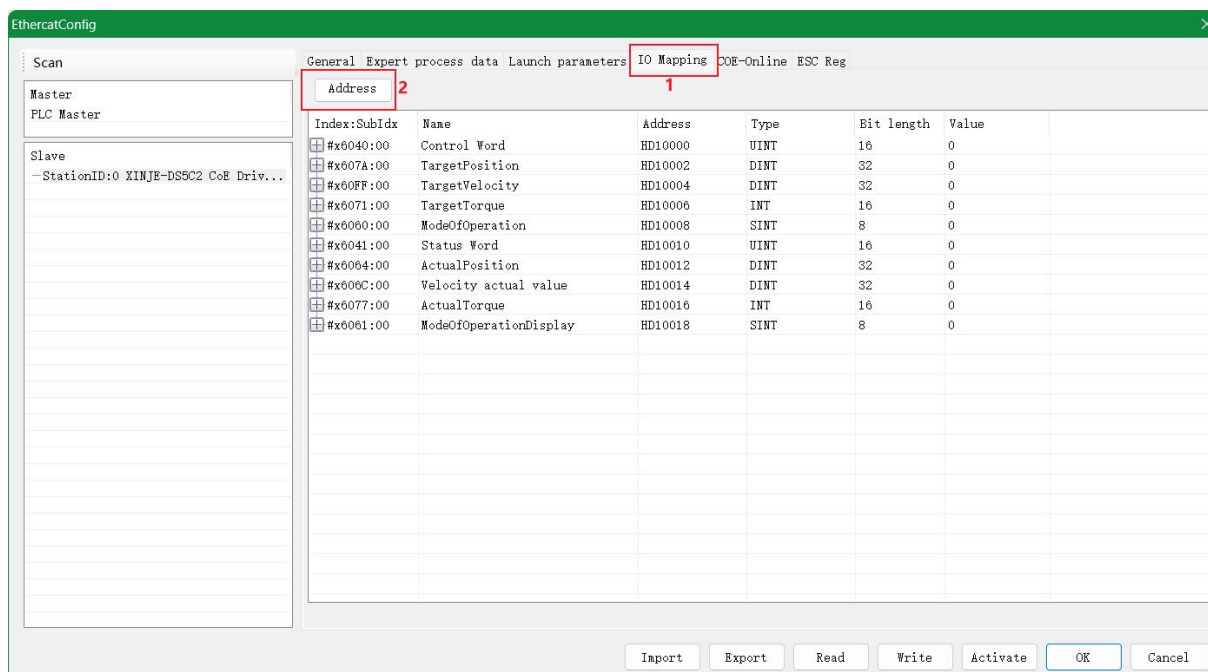 EthercatConfig
Scan
Master
PLC Master
Slave
StationID:0 XINJE-DS5C2 CoE Driv...
General Expert process data Launch parameters IO Mapping COE-Online ESC Reg
1
Address 2
Index:SubIdx Name Address Type Bit length Value
#x6040:00 Control Word HD10000 UINT 16 0
#x607A:00 TargetPosition HD10002 DINT 32 0
#x60FF:00 TargetVelocity HD10004 DINT 32 0
#x6071:00 TargetTorque HD10006 INT 16 0
#x6060:00 ModeOfOperation HD10008 SINT 8 0
#x6041:00 Status Word HD10010 UINT 16 0
#x6064:00 ActualPosition HD10012 DINT 32 0
#x606C:00 Velocity actual value HD10014 DINT 32 0
#x6077:00 ActualTorque HD10016 INT 16 0
#x6061:00 ModeOfOperationDisplay HD10018 SINT 8 0
Import Export Read Write Activate OK Cancel